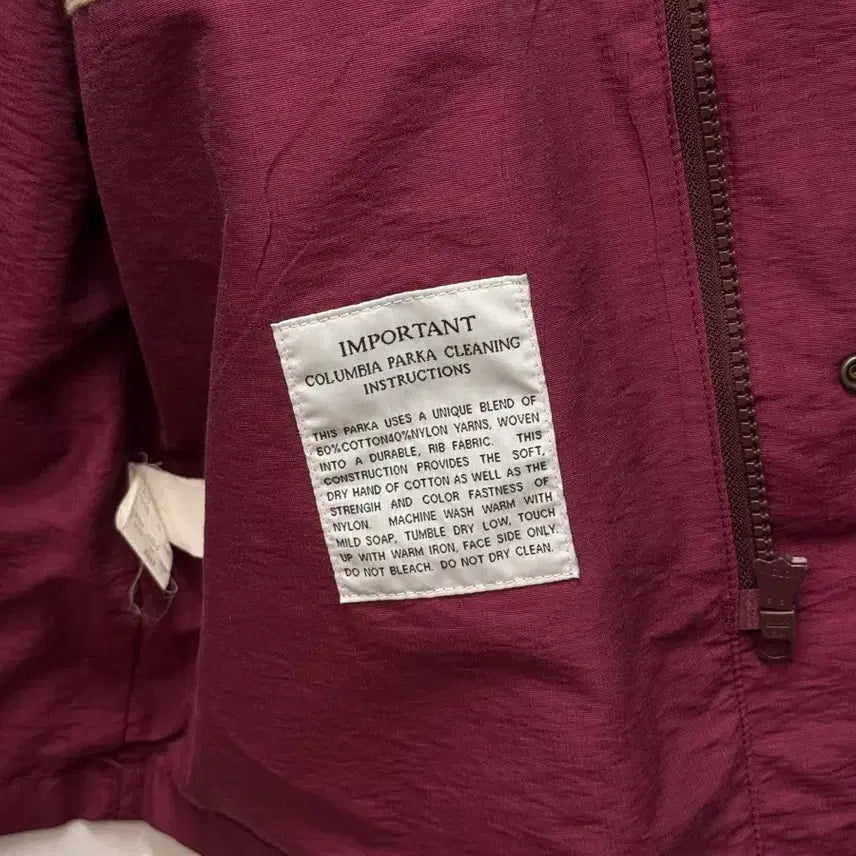 IMPORTANT
COLUMBIA PARKA CLEANING
INSTRUCTIONS
THIS PARKA USES A UNIQUE BLEND OF
60%COTTON40%NYLON YARNS, WOVEN
INTO A DURABLE, RIB FABRIC. THIS
CONSTRUCTION PROVIDES THE SOFT,
DRY HAND OF COTTON AS WELL AS THE
STRENGIH AND COLOR FASTNESS OF
NYLON. MACHINE WASH WARM WITH
MILD SOAP, TUMBLE DRY LOW, TOUCH
UP WITH WARM IRON, FACE SIDE ONLY.
DO NOT BLEACH. DO NOT DRY CLEAN.